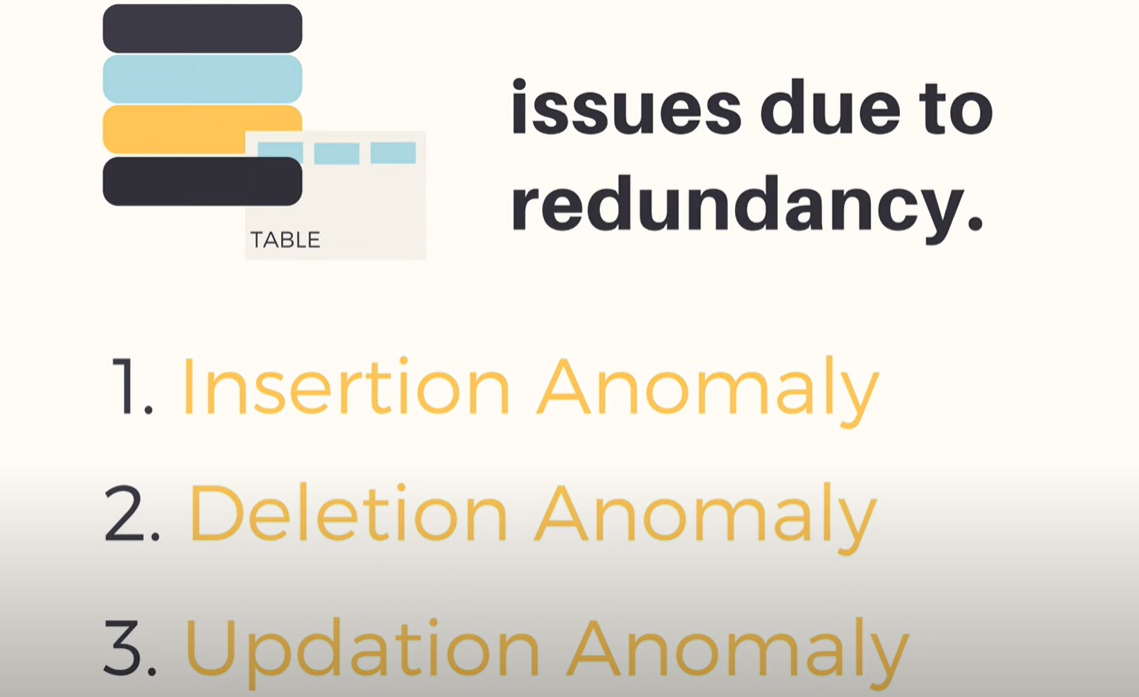 issues due to
redundancy.
TABLE
1. Insertion Anomaly
2. Deletion Anomaly
3. Updation Anomaly